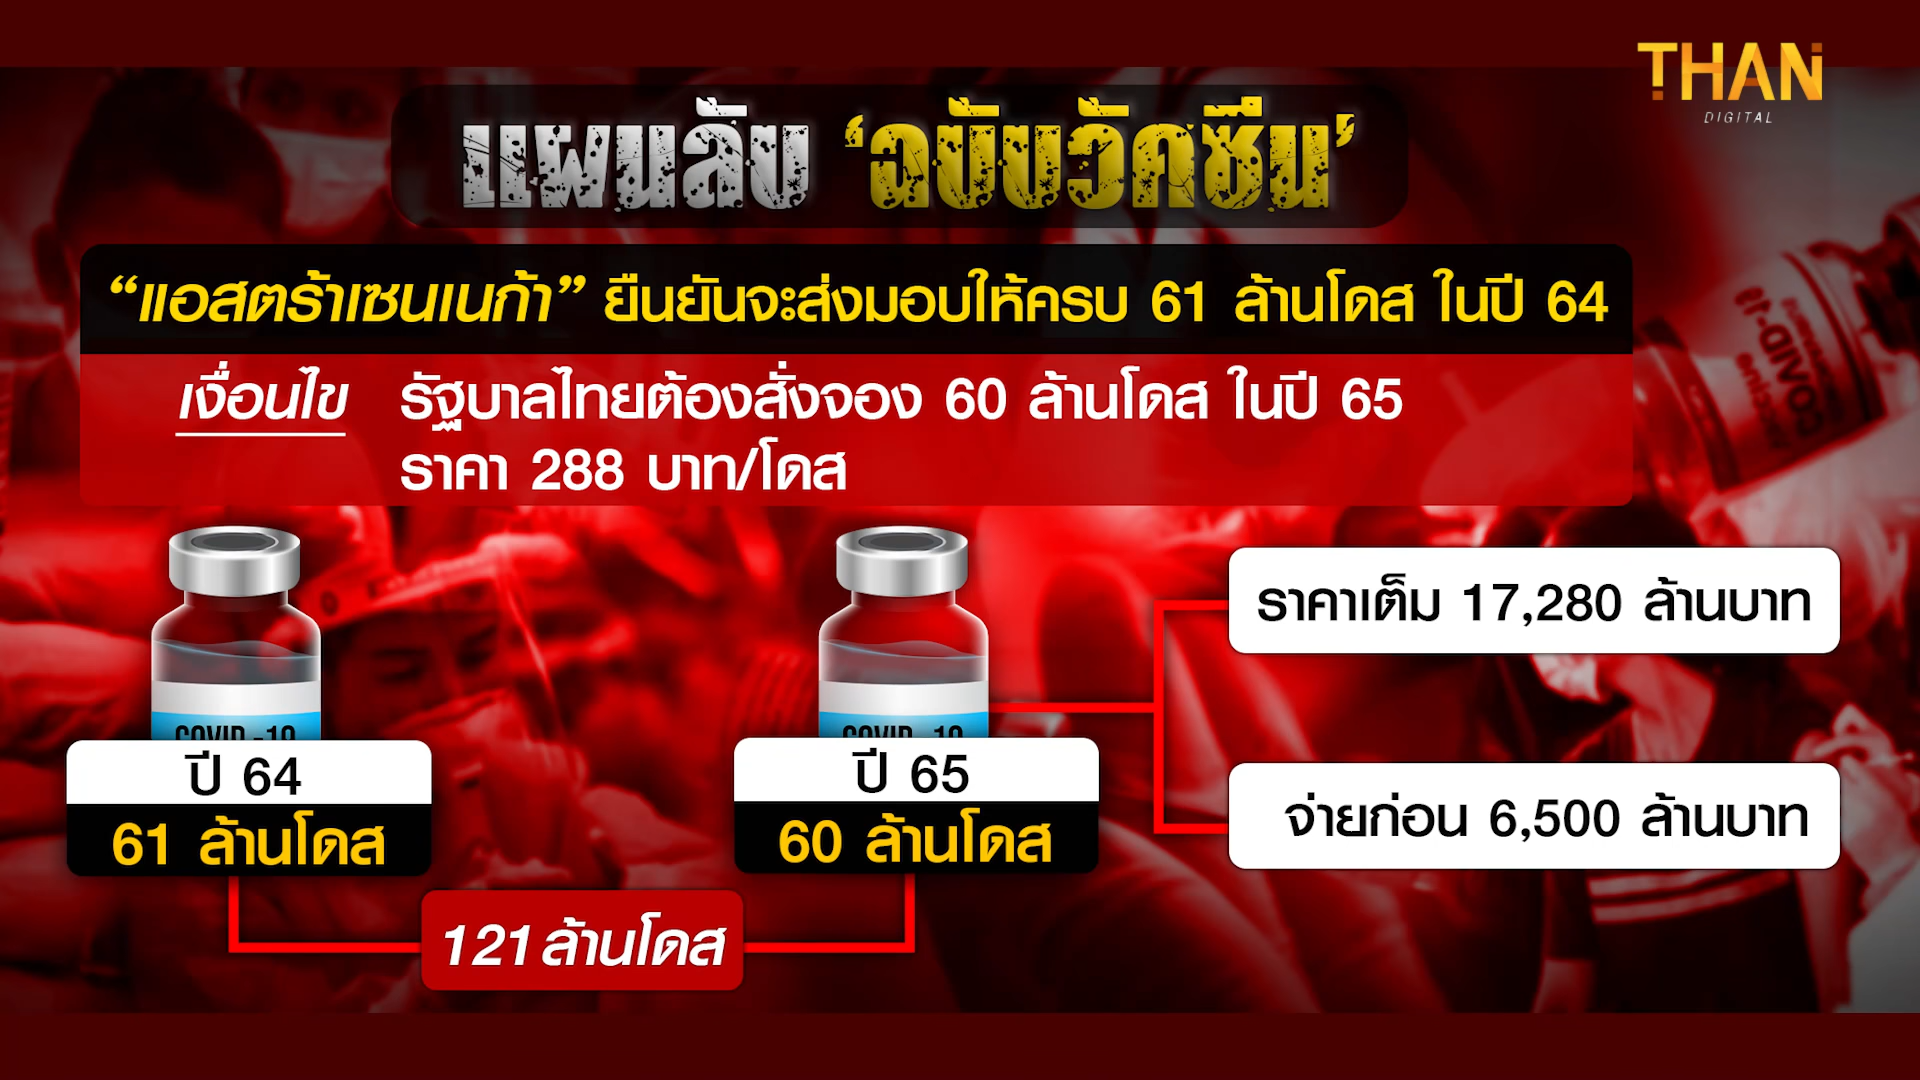 THAN
DIGITAL
แผนลับ ‘ฉบับวัคซีน’
“แอสตร้าเซนเนก้า” ยืนยันจะส่งมอบให้ครบ 61 ล้านโดส ในปี 64
เงื่อนไข รัฐบาลไทยต้องสั่งจอง 60 ล้านโดส ในปี 65
ราคา 288 บาท/โดส
COVID-19
Vaccine
ราคาเต็ม 17,280 ล้านบาท
COVID-19
COVID-19
ปี 64
61 ล้านโดส
ปี 65
60 ล้านโดส
จ่ายก่อน 6,500 ล้านบาท
121 ล้านโดส